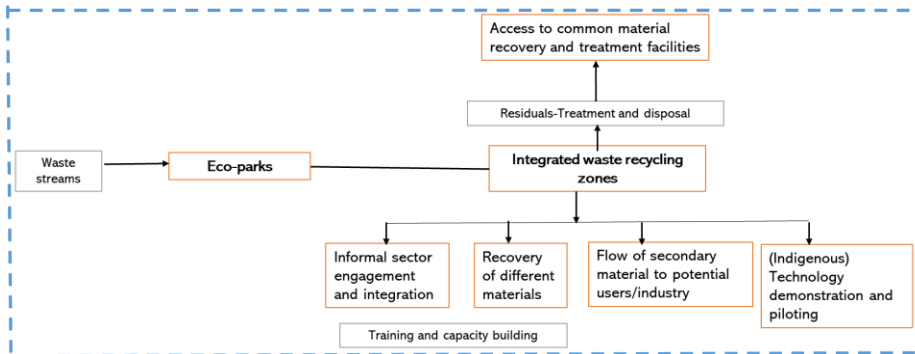 Access to common material
recovery and treatment facilities
Residuals-Treatment and disposal
Waste
streams
Eco-parks
Integrated waste recycling
zones
Informal sector
engagement
and integration
Recovery
of different
materials
Flow of secondary
material to potential
users/industry
(Indigenous)
Technology
demonstration and
piloting
Training and capacity building